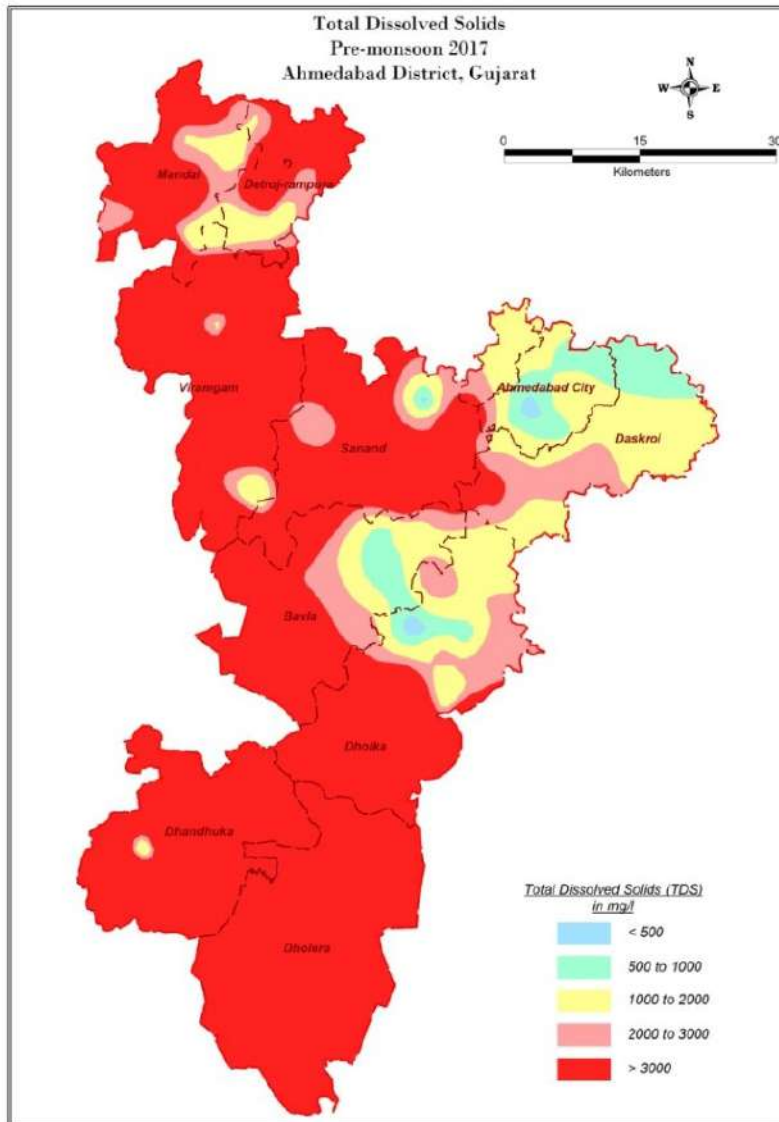 Total Dissolved Solids
Pre-monsoon 2017
Ahmedabad District, Gujarat
N
W E
S
0 15 30
Kilometers
Mandal
Detroj-rampura
Viramgam
Ahmedabad City
Daskroi
Sanand
Bavla
Dholka
Dhandhuka
Dholera
Total Dissolved Solids (TDS)
in mg/l
< 500
500 to 1000
1000 to 2000
2000 to 3000
> 3000